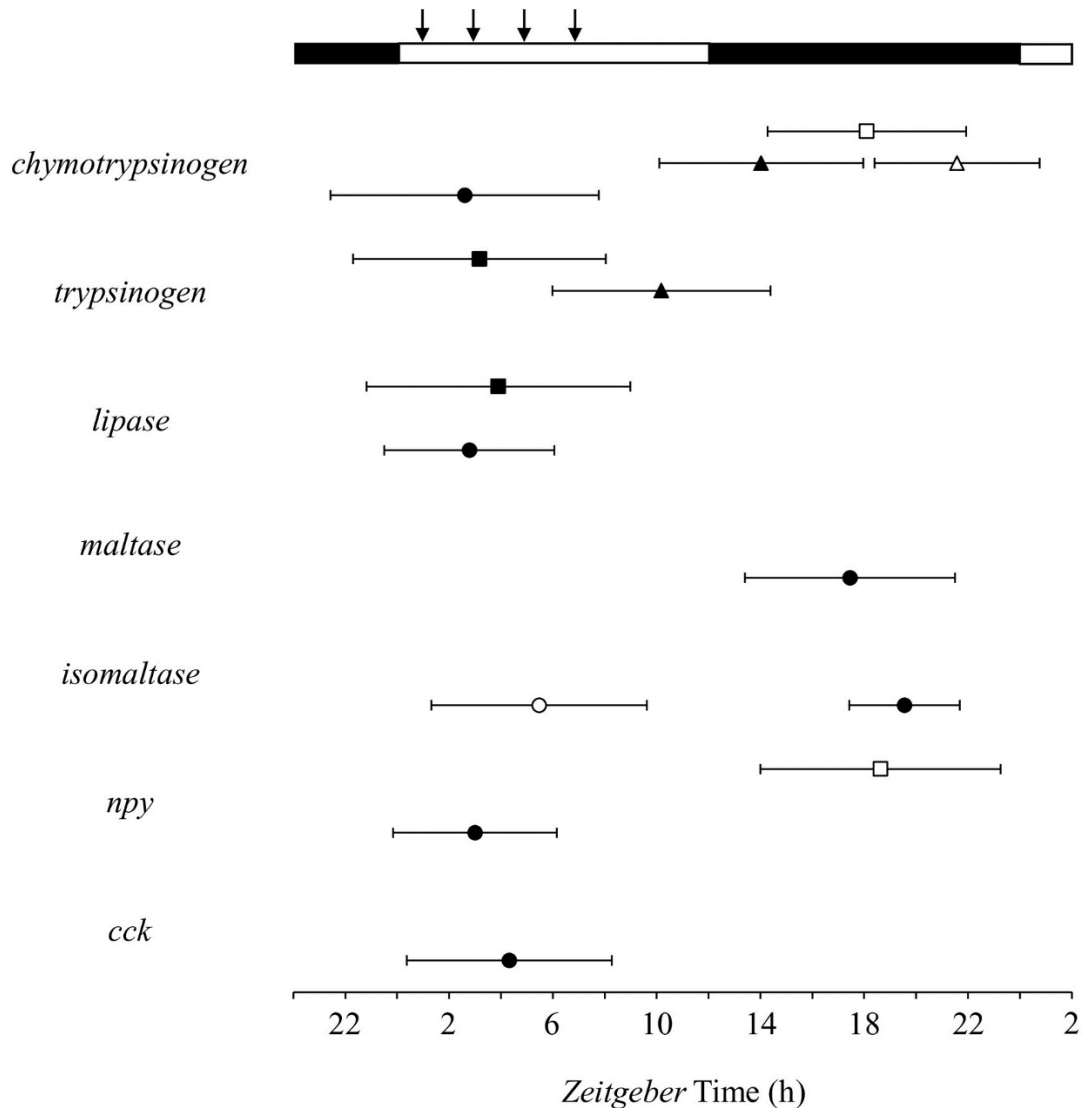 chymotrypsinogen
trypsinogen
lipase
maltase
isomaltase
npy
cck
22 2 6 10 14 18 22 2
Zeitgeber Time (h)